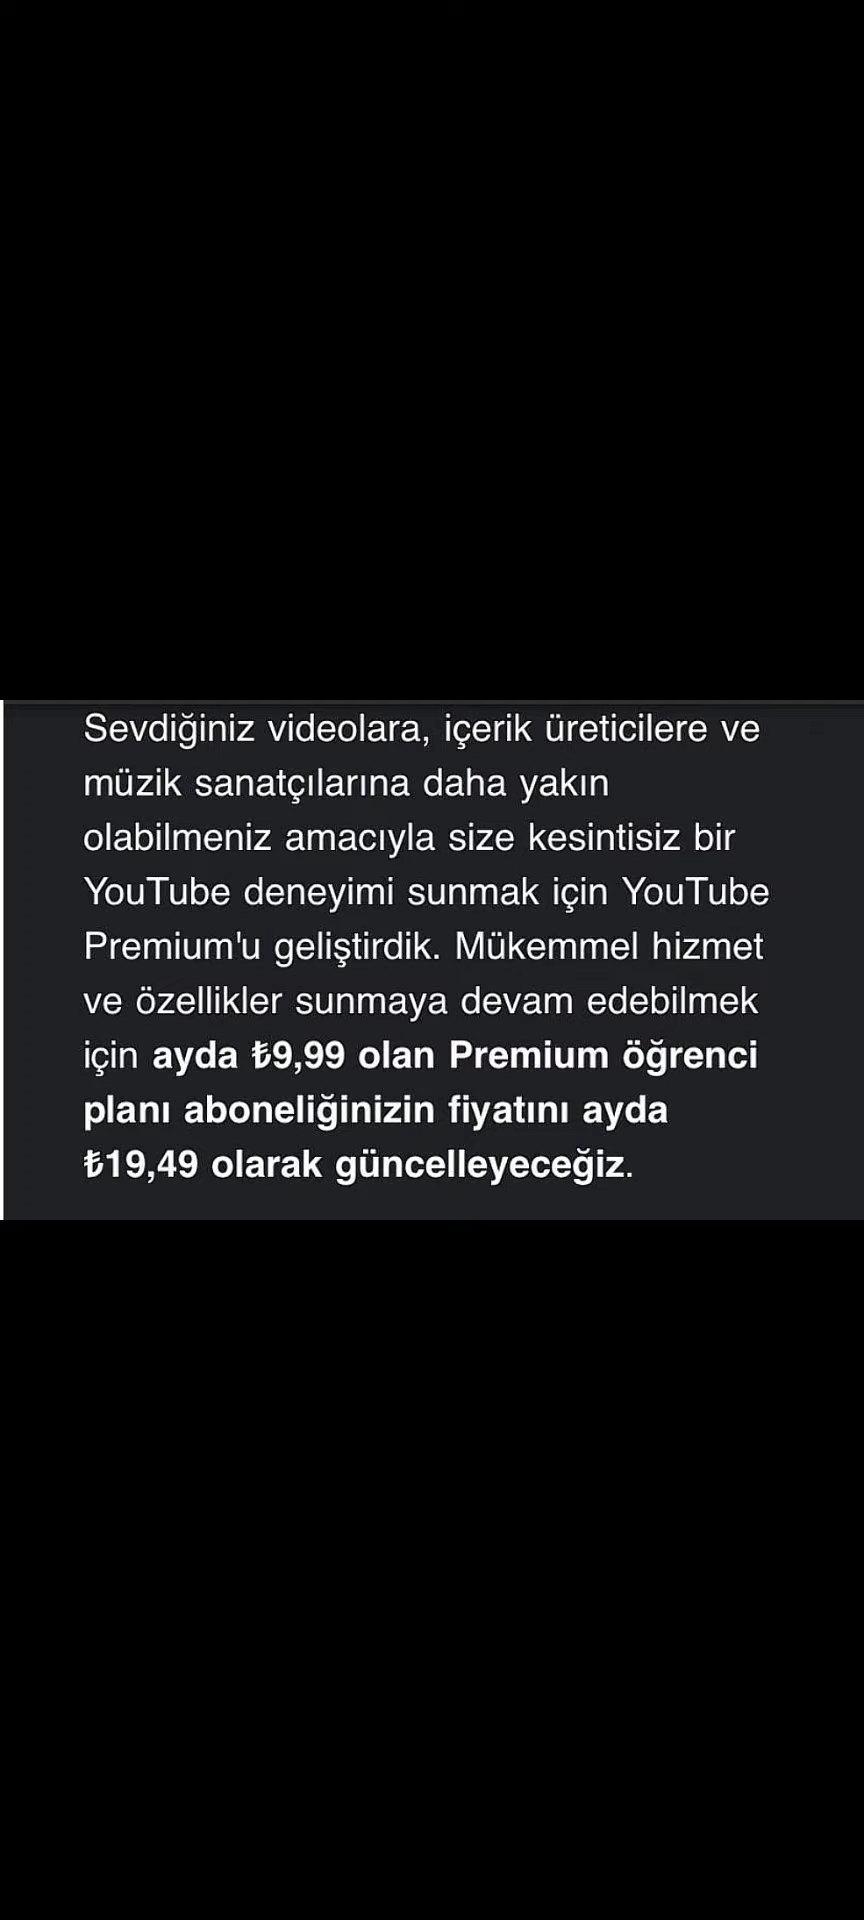 Sevdiğiniz videolara, içerik üreticilere ve
müzik sanatçılarına daha yakın
olabilmeniz amacıyla size kesintisiz bir
YouTube deneyimi sunmak için YouTube
Premium'u geliştirdik. Mükemmel hizmet
ve özellikler sunmaya devam edebilmek
için ayda ₺9,99 olan Premium öğrenci
planı aboneliğinizin fiyatını ayda
₺19,49 olarak güncelleyeceğiz.